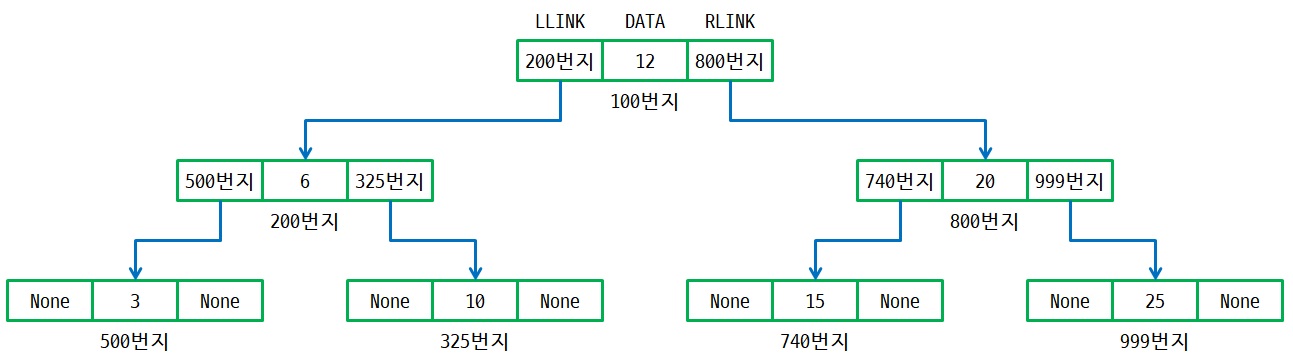 LLINK DATA RLINK
200번지 12 800번지
100번지
500번지 6 325번지
200번지
740번지 20 999번지
800번지
None 3 None
500번지
None 10 None
325번지
None 15 None
740번지
None 25 None
999번지